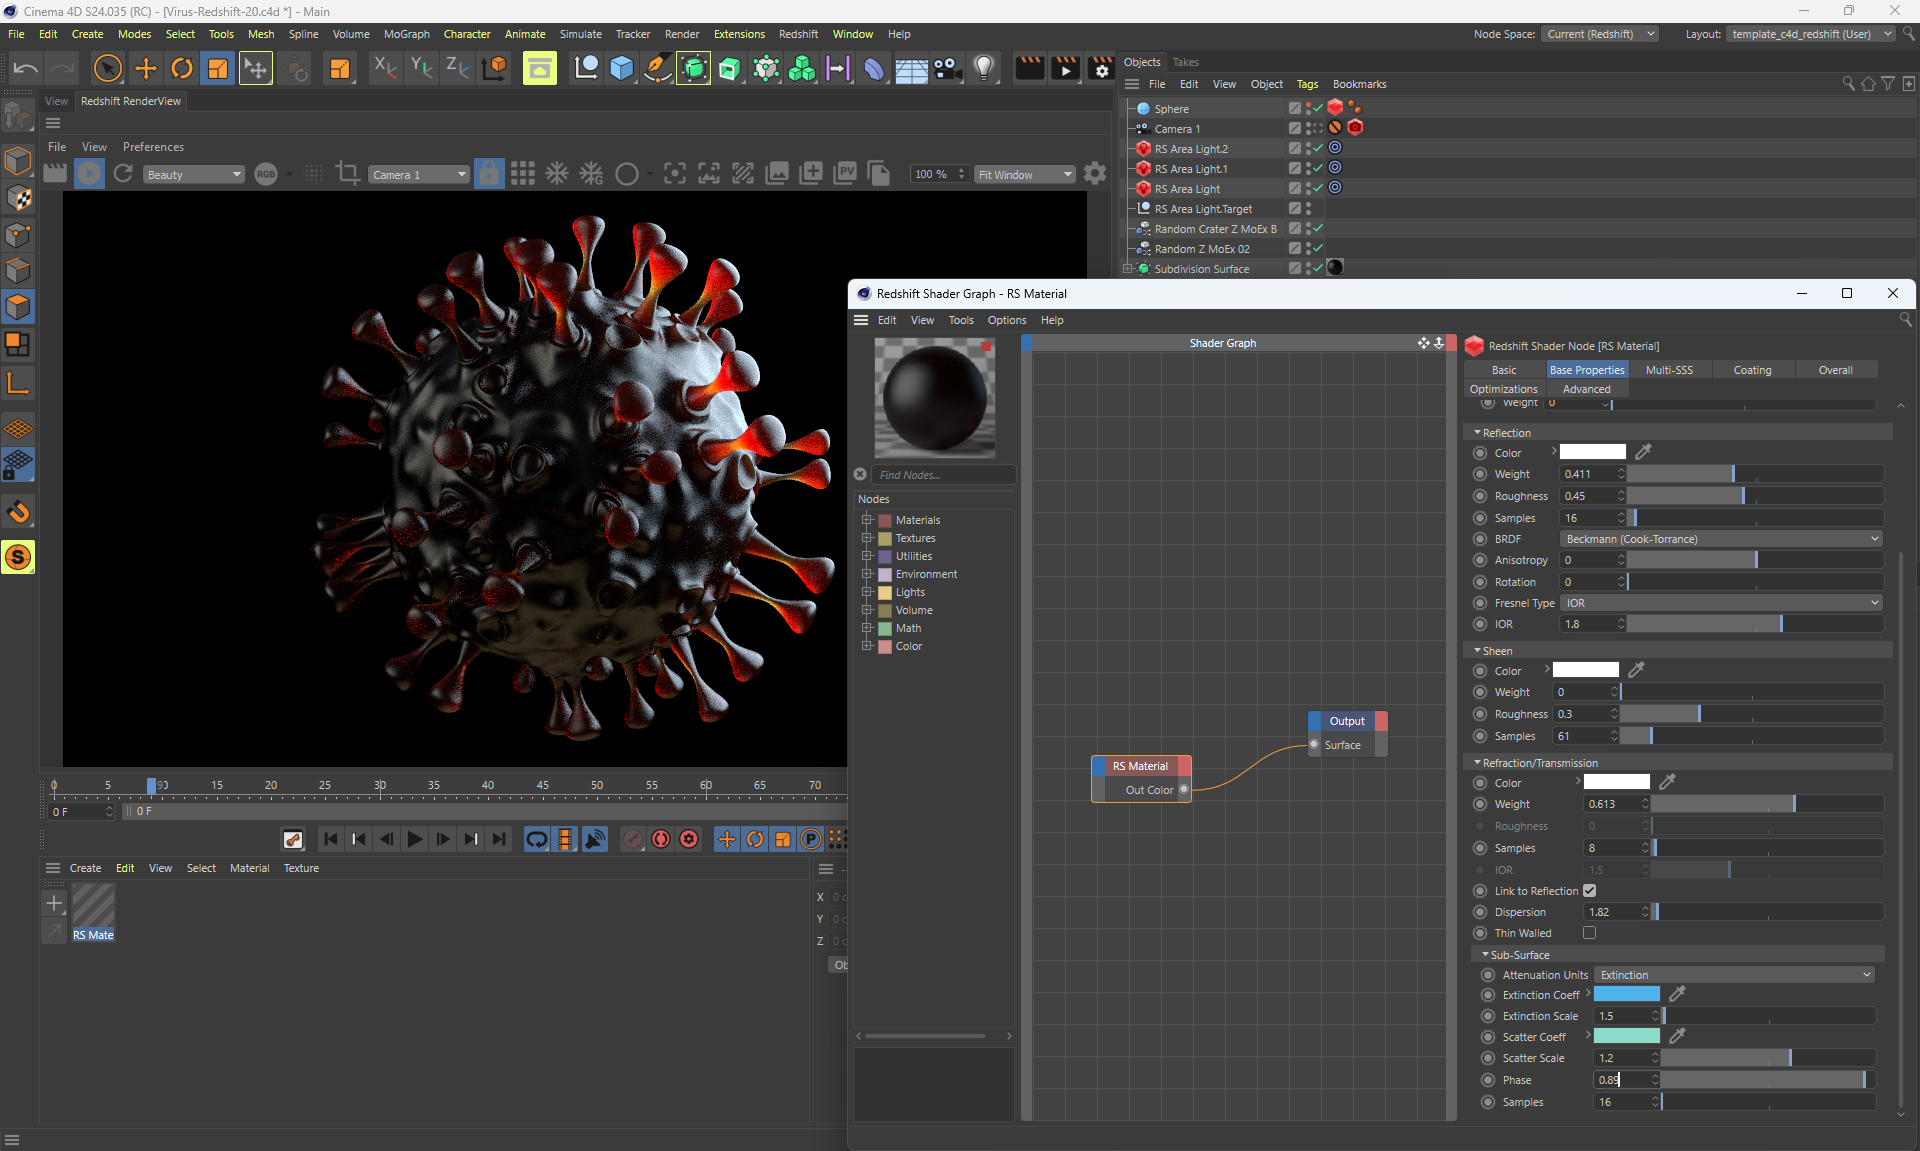 Cinema 4D S24.035 (RC) - [Virus-Redshift-20.c4d *] - Main
File Edit Create Modes Select Tools Mesh Spline Volume MoGraph Character Animate Simulate Tracker Render Extensions Redshift Window Help
Node Space: Current (Redshift) Layout: template_c4d_redshift (User)
X Y Z
View Redshift RenderView
File View Preferences
Beauty RGB Camera 1 G PV 100 % Fit Window
Objects Takes
File Edit View Object Tags Bookmarks
Sphere
Camera 1
RS Area Light.2
RS Area Light.1
RS Area Light
RS Area Light.Target
Random Crater Z MoEx B
Random Z MoEx 02
Subdivision Surface
0 5 90 15 20 25 30 35 40 45 50 55 60 65 70
0 F 0 F
P
Create Edit View Select Material Texture
RS Mate
X 0 c
Y 0 c
Z 0 c
Ob
S
Redshift Shader Graph - RS Material
Edit View Tools Options Help
Find Nodes...
Nodes
Materials
Textures
Utilities
Environment
Lights
Volume
Math
Color
Shader Graph
RS Material
Out Color
Output
Surface
Redshift Shader Node [RS Material]
Basic Base Properties Multi-SSS Coating Overall
Optimizations Advanced
Weight 0
Reflection
Color
Weight 0.411
Roughness 0.45
Samples 16
BRDF Beckmann (Cook-Torrance)
Anisotropy 0
Rotation 0
Fresnel Type IOR
IOR 1.8
Sheen
Color
Weight 0
Roughness 0.3
Samples 61
Refraction/Transmission
Color
Weight 0.613
Roughness 0
Samples 8
IOR 1.5
Link to Reflection
Dispersion 1.82
Thin Walled
Sub-Surface
Attenuation Units Extinction
Extinction Coeff
Extinction Scale 1.5
Scatter Coeff
Scatter Scale 1.2
Phase 0.89
Samples 16